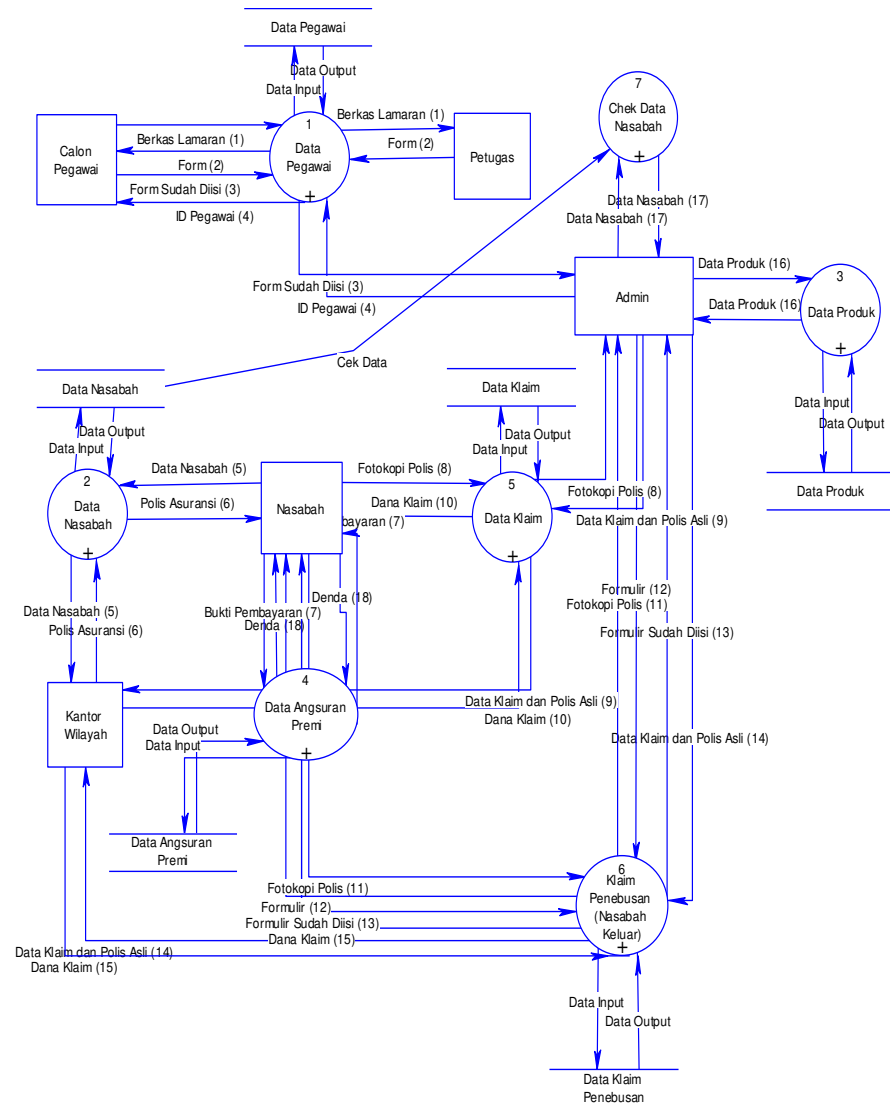 Data Pegawai
Data Output
Data Input
1
Data
Pegawai
+
Calon
Pegawai
Berkas Lamaran (1)
Form (2)
Form Sudah Diisi (3)
ID Pegawai (4)
Berkas Lamaran (1)
Form (2)
Petugas
7
Chek Data
Nasabah
+
Data Nasabah (17)
Data Nasabah (17)
Form Sudah Diisi (3)
ID Pegawai (4)
Admin
Data Produk (16)
Data Produk (16)
3
Data Produk
+
Cek Data
Data Input
Data Output
Data Produk
Data Nasabah
Data Output
Data Input
2
Data
Nasabah
+
Data Nasabah (5)
Polis Asuransi (6)
Nasabah
Data Klaim
Data Input
Data Output
Fotokopi Polis (8)
Dana Klaim (10)
bayaran (7)
5
Data Klaim
+
Fotokopi Polis (8)
Data Klaim dan Polis Asli (9)
Data Nasabah (5)
Polis Asuransi (6)
Denda (18)
Bukti Pembayaran (7)
Denda (18)
Formulir (12)
Fotokopi Polis (11)
Formulir Sudah Diisi (13)
Kantor
Wilayah
4
Data Angsuran
Premi
+
Data Klaim dan Polis Asli (9)
Dana Klaim (10)
Data Output
Data Input
Data Klaim dan Polis Asli (14)
Data Angsuran
Premi
Fotokopi Polis (11)
Formulir (12)
Formulir Sudah Diisi (13)
Dana Klaim (15)
6
Klaim
Penebusan
(Nasabah
Keluar)
+
Data Klaim dan Polis Asli (14)
Dana Klaim (15)
Data Input
Data Output
Data Klaim
Penebusan